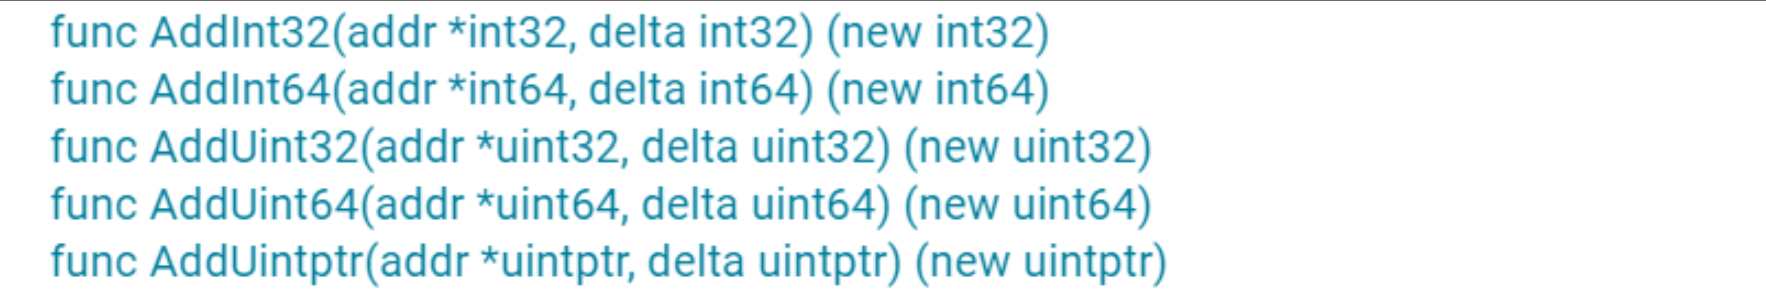 func AddInt32(addr *int32, delta int32) (new int32)
func AddInt64(addr *int64, delta int64) (new int64)
func AddUint32(addr *uint32, delta uint32) (new uint32)
func AddUint64(addr *uint64, delta uint64) (new uint64)
func AddUintptr(addr *uintptr, delta uintptr) (new uintptr)